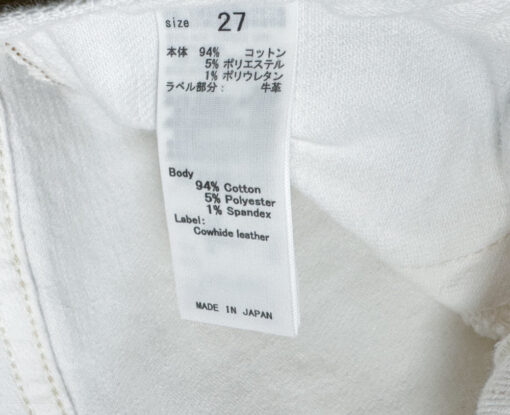 size 27
本体 94% コットン
5% ポリエステル
1% ポリウレタン
ラベル部分： 牛革
Body
94% Cotton
5% Polyester
1% Spandex
Label:
Cowhide leather
MADE IN JAPAN